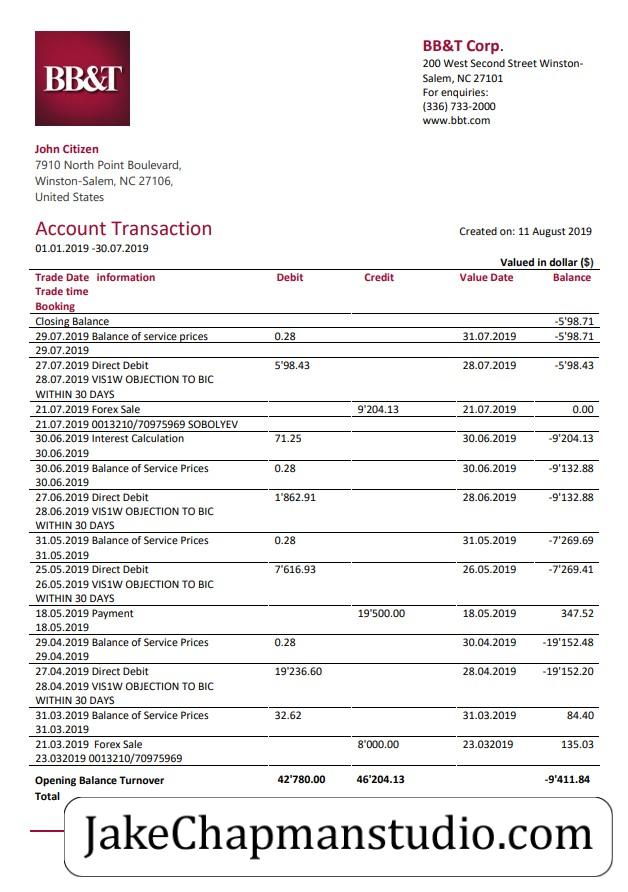 BB&T
BB&T Corp.
200 West Second Street Winston-
Salem, NC 27101
For enquiries:
(336) 733-2000
www.bbt.com
John Citizen
7910 North Point Boulevard,
Winston-Salem, NC 27106,
United States
Account Transaction
Created on: 11 August 2019
01.01.2019 -30.07.2019
Valued in dollar ($)
Trade Date information Debit Credit Value Date Balance
Trade time
Booking
Closing Balance -5'98.71
29.07.2019 Balance of service prices 0.28 31.07.2019 -5'98.71
29.07.2019
27.07.2019 Direct Debit 5'98.43 28.07.2019 -5'98.43
28.07.2019 VIS1W OBJECTION TO BIC
WITHIN 30 DAYS
21.07.2019 Forex Sale 9'204.13 21.07.2019 0.00
21.07.2019 0013210/70975969 SOBOLYEV
30.06.2019 Interest Calculation 71.25 30.06.2019 -9'204.13
30.06.2019
30.06.2019 Balance of Service Prices 0.28 30.06.2019 -9'132.88
30.06.2019
27.06.2019 Direct Debit 1'862.91 28.06.2019 -9'132.88
28.06.2019 VIS1W OBJECTION TO BIC
WITHIN 30 DAYS
31.05.2019 Balance of Service Prices 0.28 31.05.2019 -7'269.69
31.05.2019
25.05.2019 Direct Debit 7'616.93 26.05.2019 -7'269.41
26.05.2019 VIS1W OBJECTION TO BIC
WITHIN 30 DAYS
18.05.2019 Payment 19'500.00 18.05.2019 347.52
18.05.2019
29.04.2019 Balance of Service Prices 0.28 30.04.2019 -19'152.48
29.04.2019
27.04.2019 Direct Debit 19'236.60 28.04.2019 -19'152.20
28.04.2019 VIS1W OBJECTION TO BIC
WITHIN 30 DAYS
31.03.2019 Balance of Service Prices 32.62 31.03.2019 84.40
31.03.2019
21.03.2019 Forex Sale 8'000.00 23.032019 135.03
23.032019 0013210/70975969
Opening Balance Turnover 42'780.00 46'204.13 -9'411.84
Total
JakeChapmanstudio.com